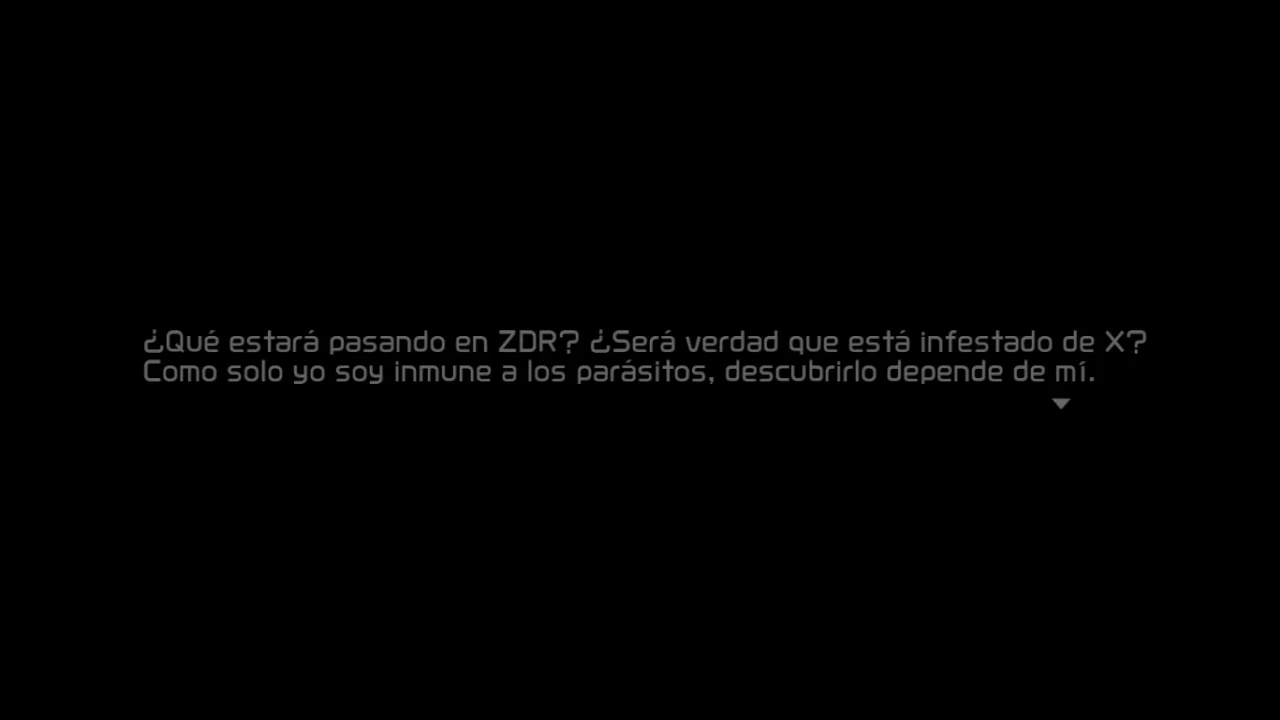 ¿Qué estará pasando en ZDR? ¿Será verdad que está infestado de X?
Como solo yo soy inmune a los parásitos, descubrirlo depende de mí.